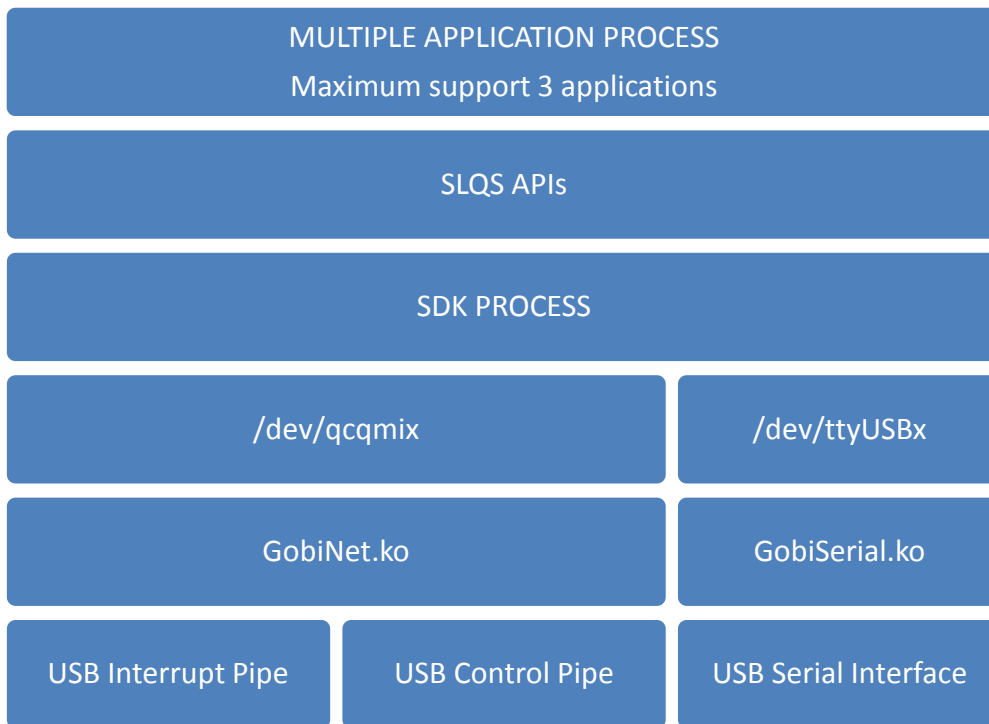 MULTIPLE APPLICATION PROCESS
Maximum support 3 applications
SLQS APIs
SDK PROCESS
/dev/qcqmix
/dev/ttyUSBx
GobiNet.ko
GobiSerial.ko
USB Interrupt Pipe
USB Control Pipe
USB Serial Interface